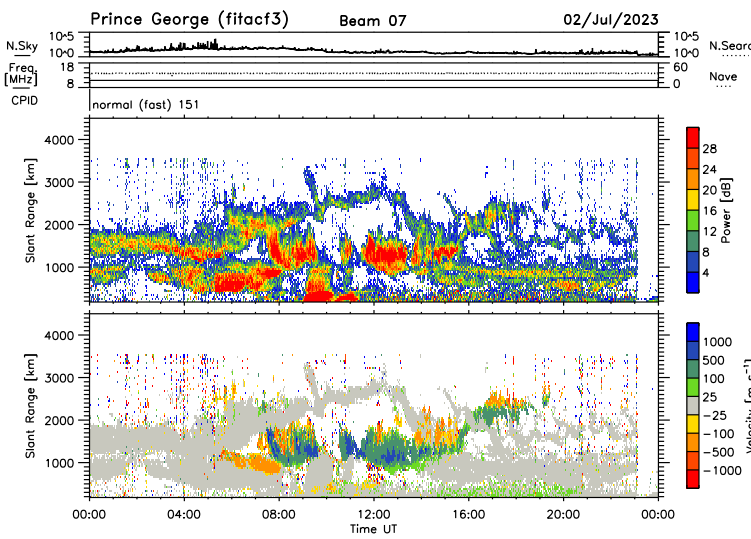 Prince George (fitacf3) Beam 07 02/Jul/2023
N.Sky 10^5 10^5 N.Sear
10^0 10^0
Freq 18 60 Nave
[MHz] 8 0
CPID normal (fast) 151
Slant Range [km]
4000
3000
2000
1000
28
24
20
16
12
8
4
Power [dB]
Slant Range [km]
4000
3000
2000
1000
1000
500
100
25
-25
-100
-500
-1000
Velocity [m s⁻¹]
00:00 04:00 08:00 12:00 16:00 20:00 00:00
Time UT